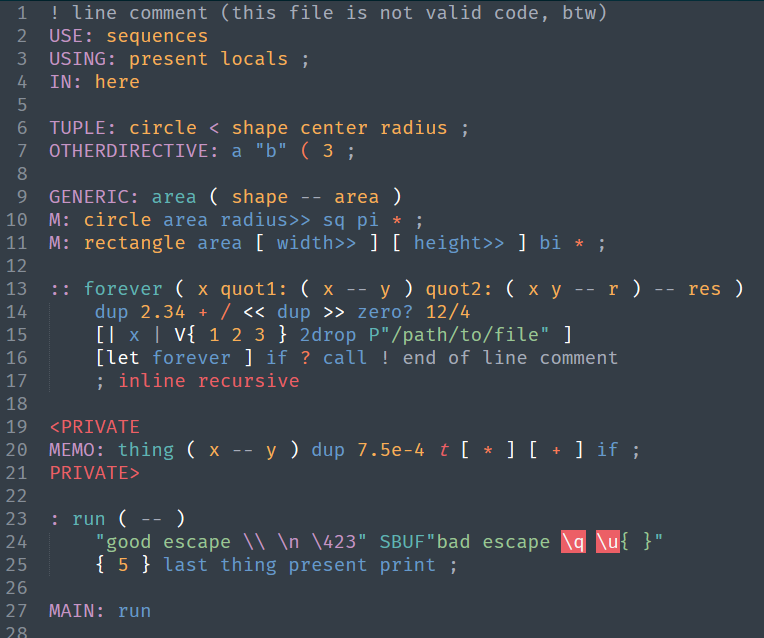 1 ! line comment (this file is not valid code, btw)
2 USE: sequences
3 USING: present locals ;
4 IN: here
5
6 TUPLE: circle < shape center radius ;
7 OTHERDIRECTIVE: a "b" ( 3 ;
8
9 GENERIC: area ( shape -- area )
10 M: circle area radius>> sq pi * ;
11 M: rectangle area [ width>> ] [ height>> ] bi * ;
12
13 :: forever ( x quot1: ( x -- y ) quot2: ( x y -- r ) -- res )
14     dup 2.34 + / << dup >> zero? 12/4
15     [| x | V{ 1 2 3 } 2drop P"/path/to/file" ]
16     [let forever ] if ? call ! end of line comment
17     ; inline recursive
18
19 <PRIVATE
20 MEMO: thing ( x -- y ) dup 7.5e-4 t [ * ] [ + ] if ;
21 PRIVATE>
22
23 : run ( -- )
24     "good escape \\ \n \423" SBUF"bad escape \q \u{ }"
25     { 5 } last thing present print ;
26
27 MAIN: run
28